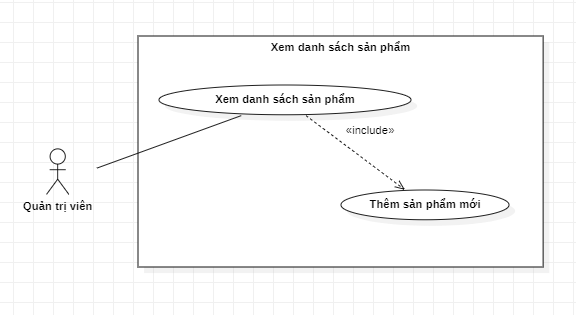 Xem danh sách sản phẩm
Xem danh sách sản phẩm
«include»
Quản trị viên
Thêm sản phẩm mới